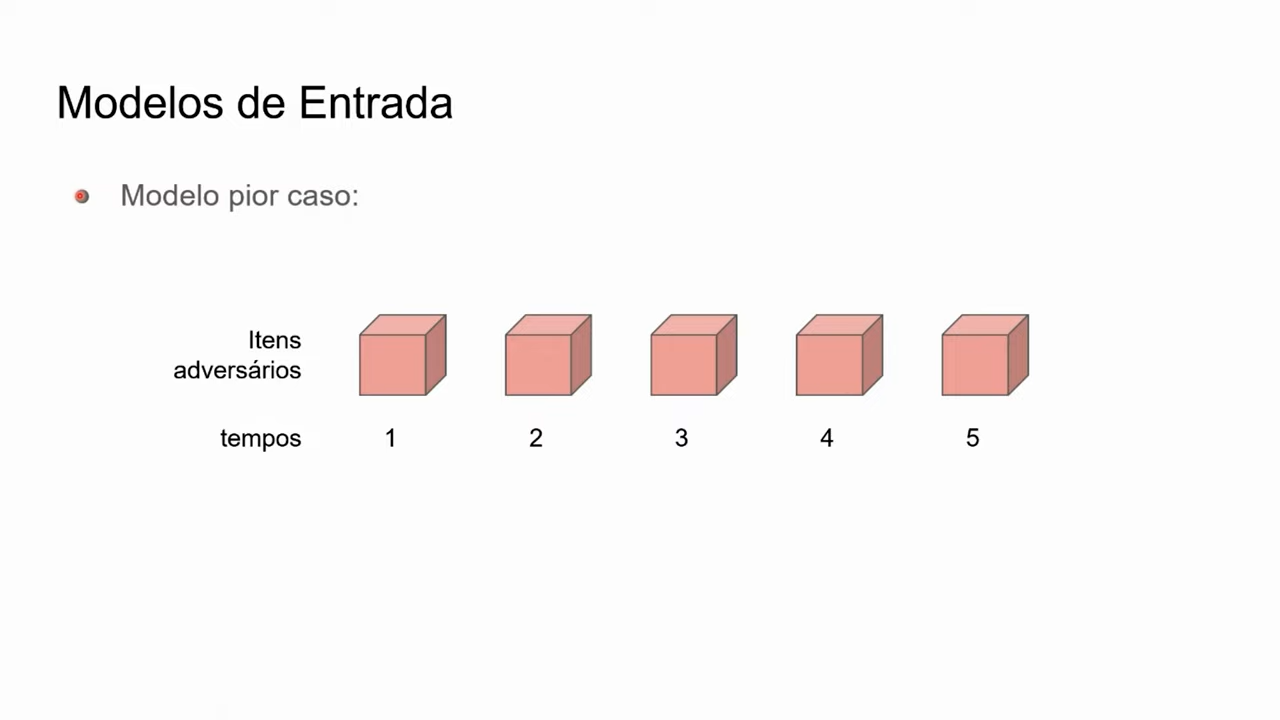 Modelos de Entrada
Modelo pior caso:
Itens
adversários
tempos 1 2 3 4 5